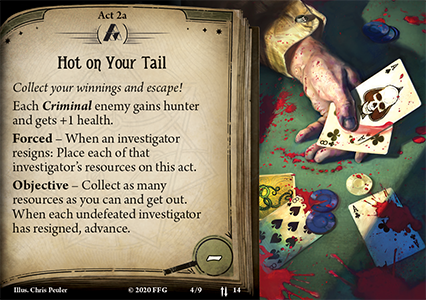 Act 2a
Hot on Your Tail
Collect your winnings and escape!
Each Criminal enemy gains hunter
and gets +1 health.
Forced – When an investigator
resigns: Place each of that
investigator's resources on this act.
Objective – Collect as many
resources as you can and get out.
When each undefeated investigator
has resigned, advance.
–
Illus. Chris Peuler © 2020 FFG 4/9 14